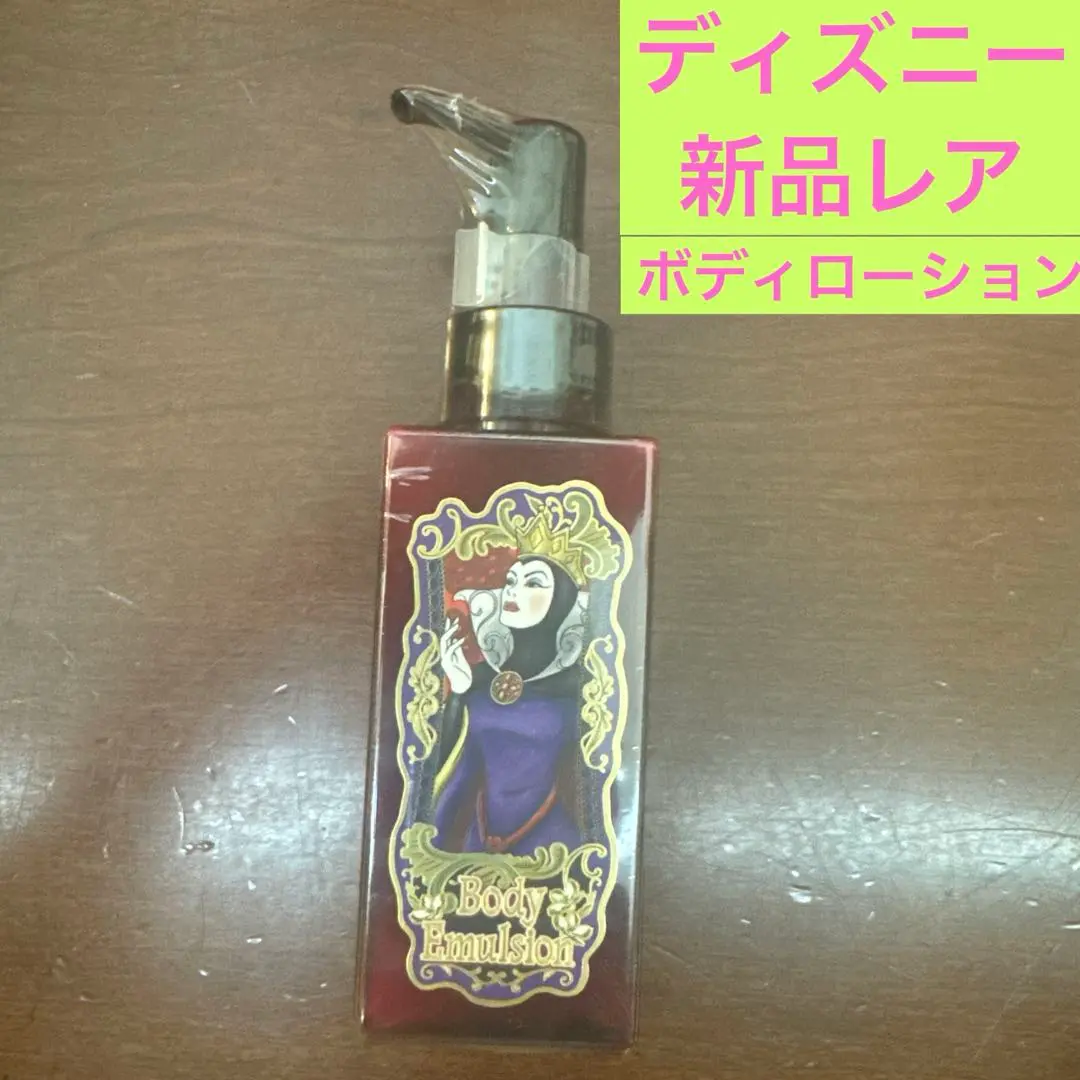 ディズニー
新品レア
ボディローション
Body
Emulsion